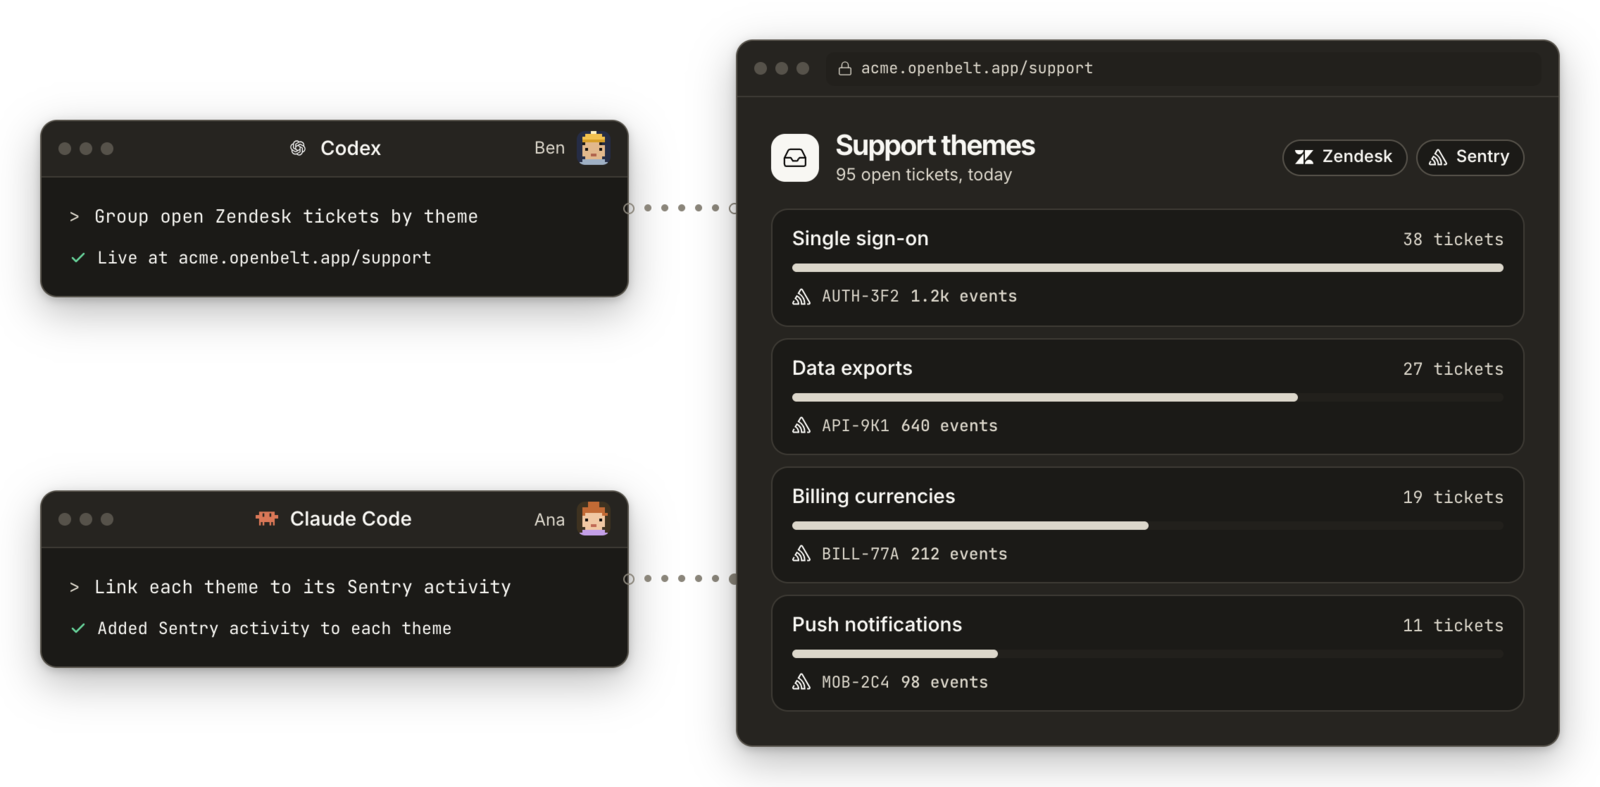 Codex
Ben
> Group open Zendesk tickets by theme
✓ Live at acme.openbelt.app/support
Claude Code
Ana
> Link each theme to its Sentry activity
✓ Added Sentry activity to each theme
acme.openbelt.app/support
Support themes
95 open tickets, today
Zendesk
Sentry
Single sign-on
38 tickets
AUTH-3F2 1.2k events
Data exports
27 tickets
API-9K1 640 events
Billing currencies
19 tickets
BILL-77A 212 events
Push notifications
11 tickets
MOB-2C4 98 events